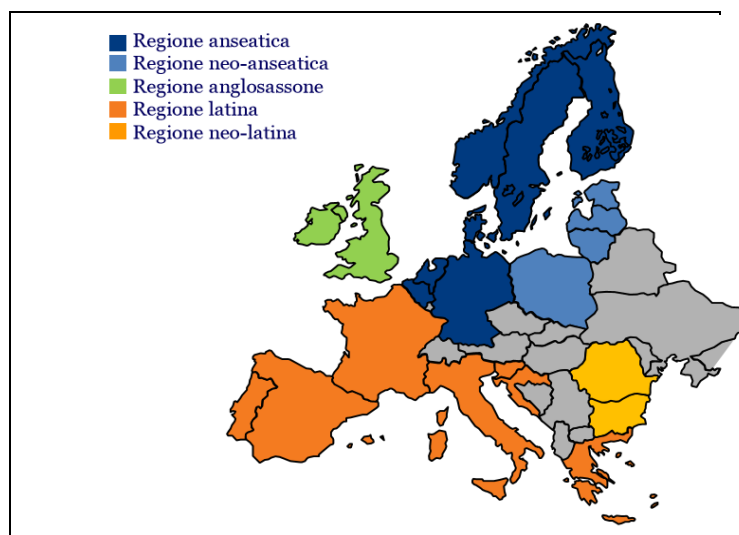 Regione anseatica
Regione neo-anseatica
Regione anglosassone
Regione latina
Regione neo-latina